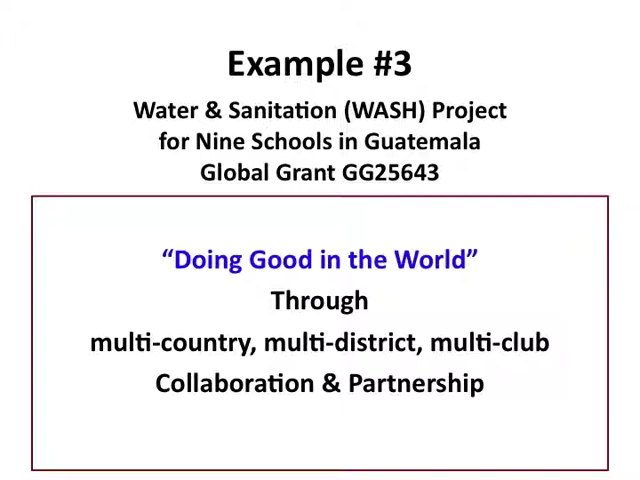 Example #3
Water & Sanitation (WASH) Project
for Nine Schools in Guatemala
Global Grant GG25643
“Doing Good in the World”
Through
multi-country, multi-district, multi-club
Collaboration & Partnership